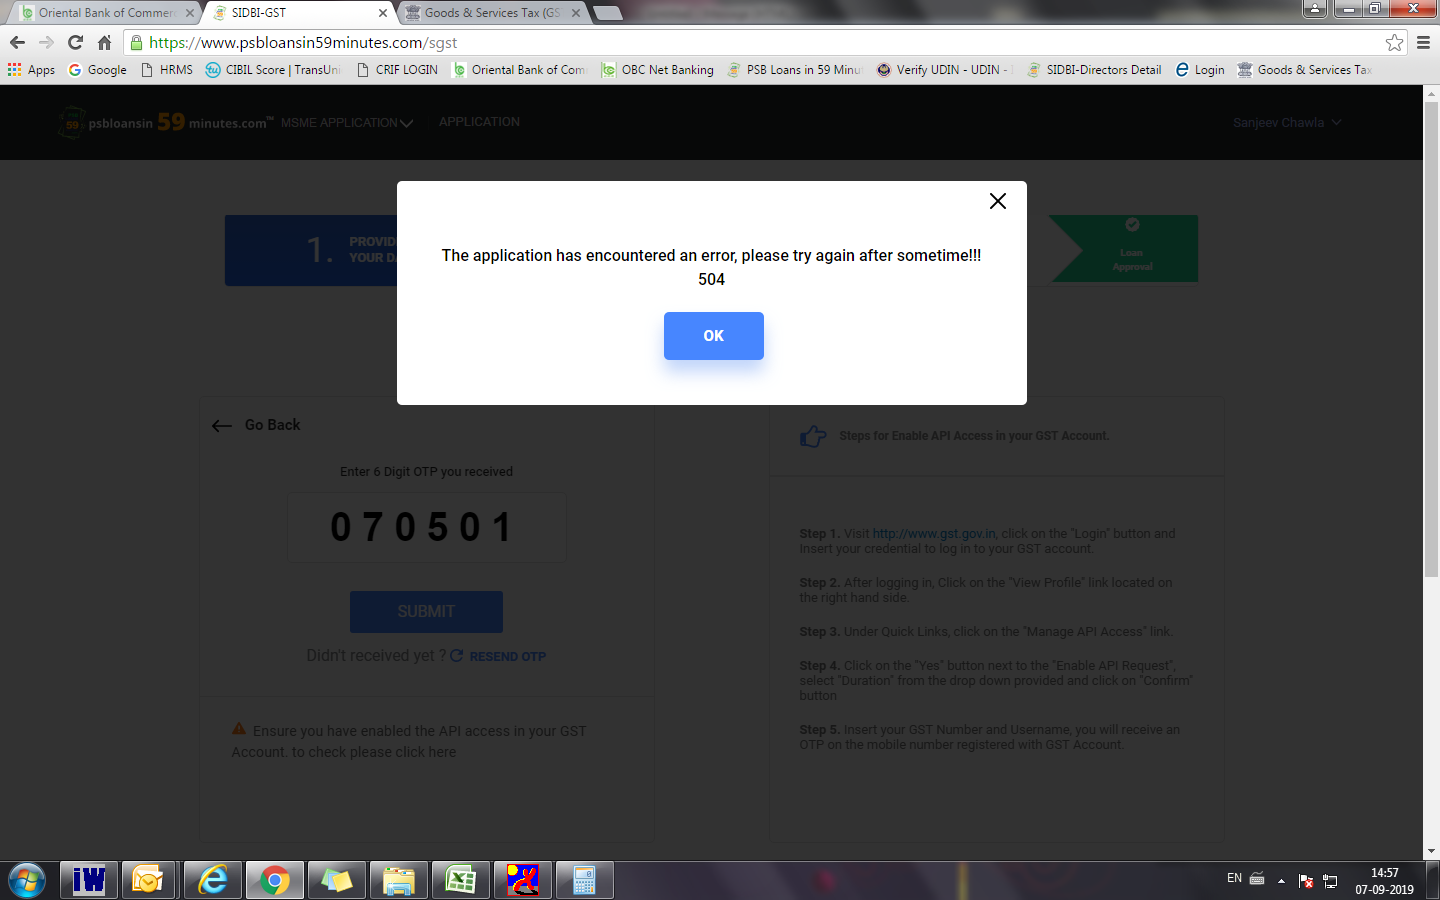 Oriental Bank of Commerc
SIDBI-GST
Goods & Services Tax (GS
https://www.psbloansin59minutes.com/sgst
Apps
Google
HRMS
CIBIL Score | TransUni
CRIF LOGIN
Oriental Bank of Com
OBC Net Banking
PSB Loans in 59 Minu
Verify UDIN - UDIN -
SIDBI-Directors Detail
Login
Goods & Services Tax
psbloansin 59 minutes.com™
MSME APPLICATION
APPLICATION
Sanjeev Chawla
1.
PROVID
YOUR DA
Loan
Approval
The application has encountered an error, please try again after sometime!!!
504
OK
Go Back
Enter 6 Digit OTP you received
070501
SUBMIT
Didn't received yet ? RESEND OTP
Ensure you have enabled the API access in your GST
Account. to check please click here
Steps for Enable API Access in your GST Account.
Step 1. Visit http://www.gst.gov.in, click on the "Login" button and
Insert your credential to log in to your GST account.
Step 2. After logging in, Click on the "View Profile" link located on
the right hand side.
Step 3. Under Quick Links, click on the "Manage API Access" link.
Step 4. Click on the "Yes" button next to the "Enable API Request",
select "Duration" from the drop down provided and click on "Confirm"
button
Step 5. Insert your GST Number and Username, you will receive an
OTP on the mobile number registered with GST Account.
iW
EN
14:57
07-09-2019